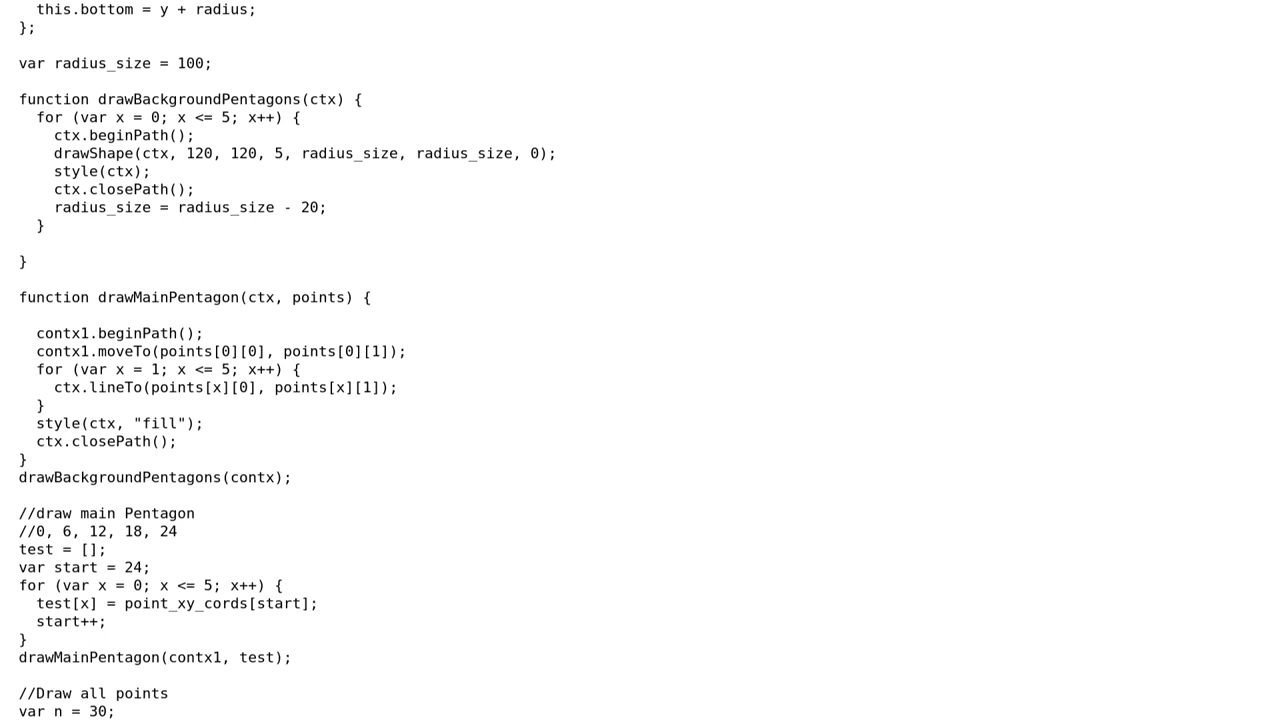 this.bottom = y + radius;
};

var radius_size = 100;

function drawBackgroundPentagons(ctx) {
  for (var x = 0; x <= 5; x++) {
    ctx.beginPath();
    drawShape(ctx, 120, 120, 5, radius_size, radius_size, 0);
    style(ctx);
    ctx.closePath();
    radius_size = radius_size - 20;
  }

}

function drawMainPentagon(ctx, points) {

  contx1.beginPath();
  contx1.moveTo(points[0][0], points[0][1]);
  for (var x = 1; x <= 5; x++) {
    ctx.lineTo(points[x][0], points[x][1]);
  }
  style(ctx, "fill");
  ctx.closePath();
}
drawBackgroundPentagons(contx);

//draw main Pentagon
//0, 6, 12, 18, 24
test = [];
var start = 24;
for (var x = 0; x <= 5; x++) {
  test[x] = point_xy_cords[start];
  start++;
}
drawMainPentagon(contx1, test);

//Draw all points
var n = 30;